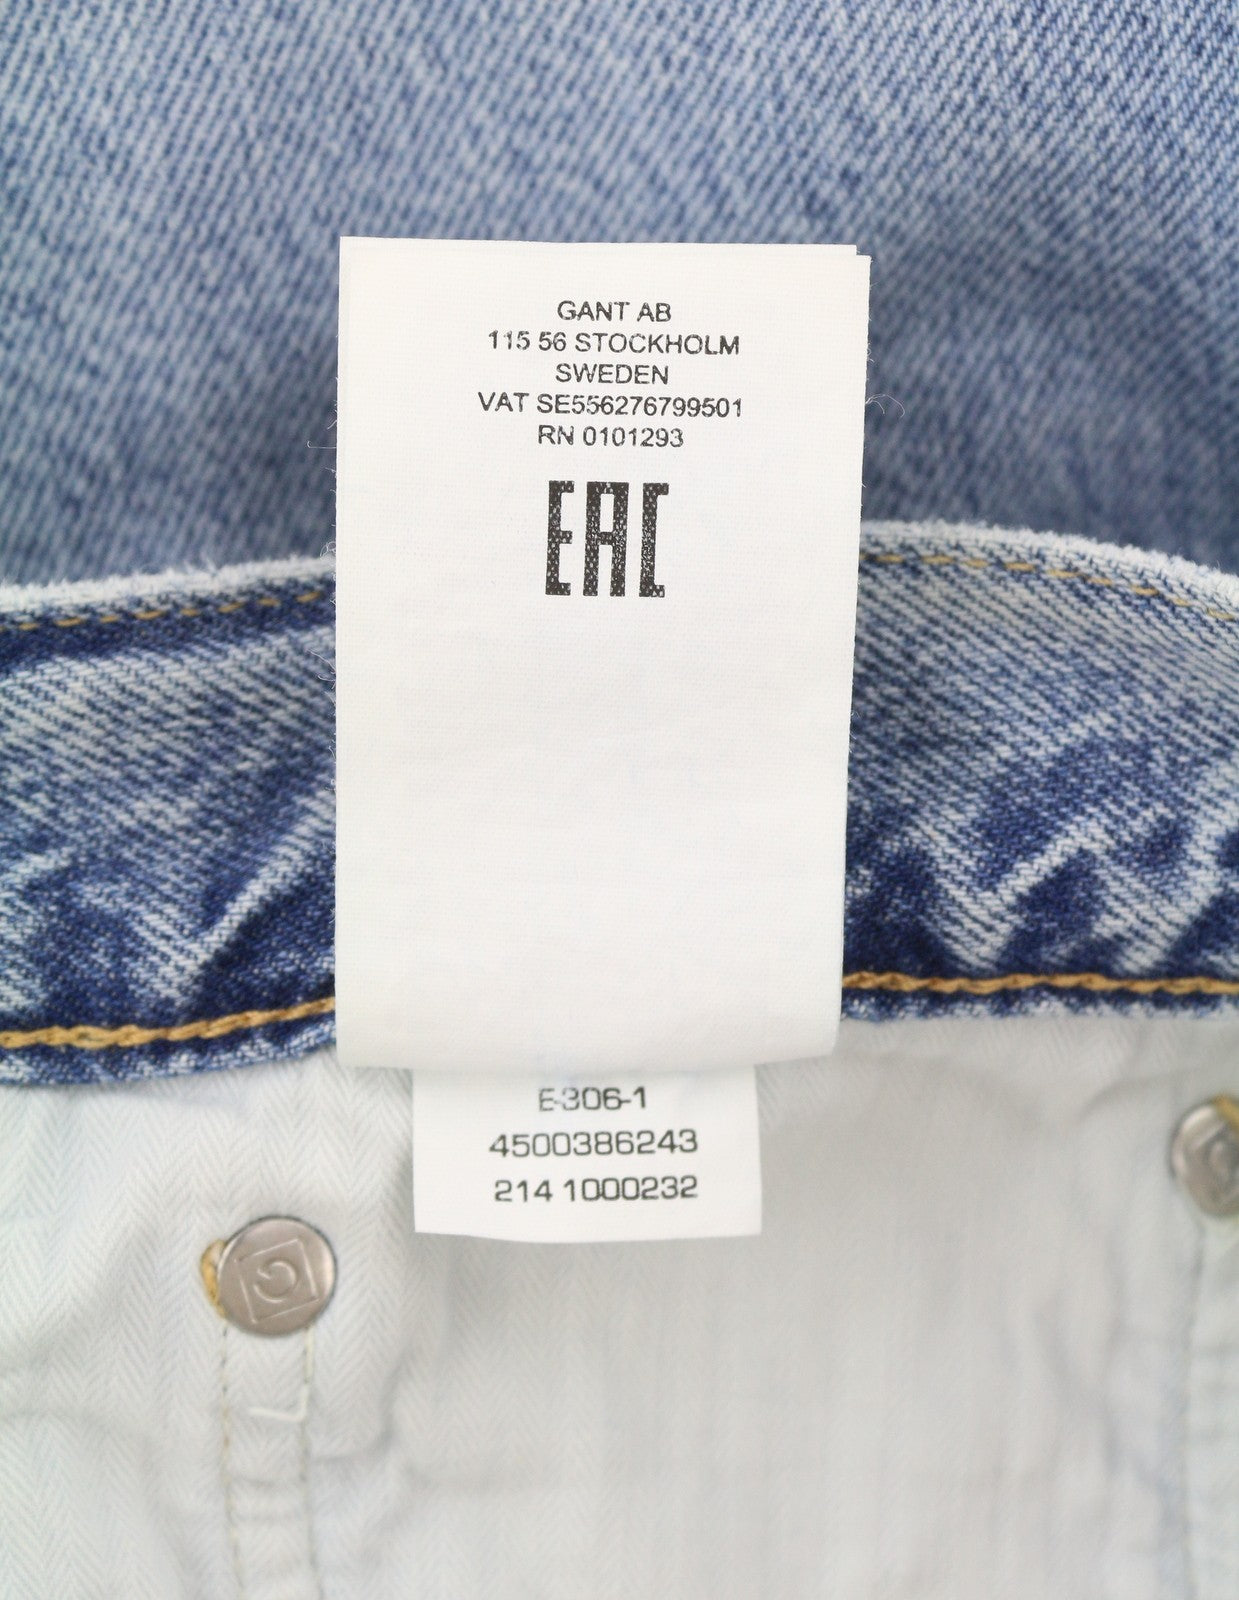 GANT AB
115 56 STOCKHOLM
SWEDEN
VAT SE556276799501
RN 0101293
EAC
E-306-1
4500386243
214 1000232
G
G